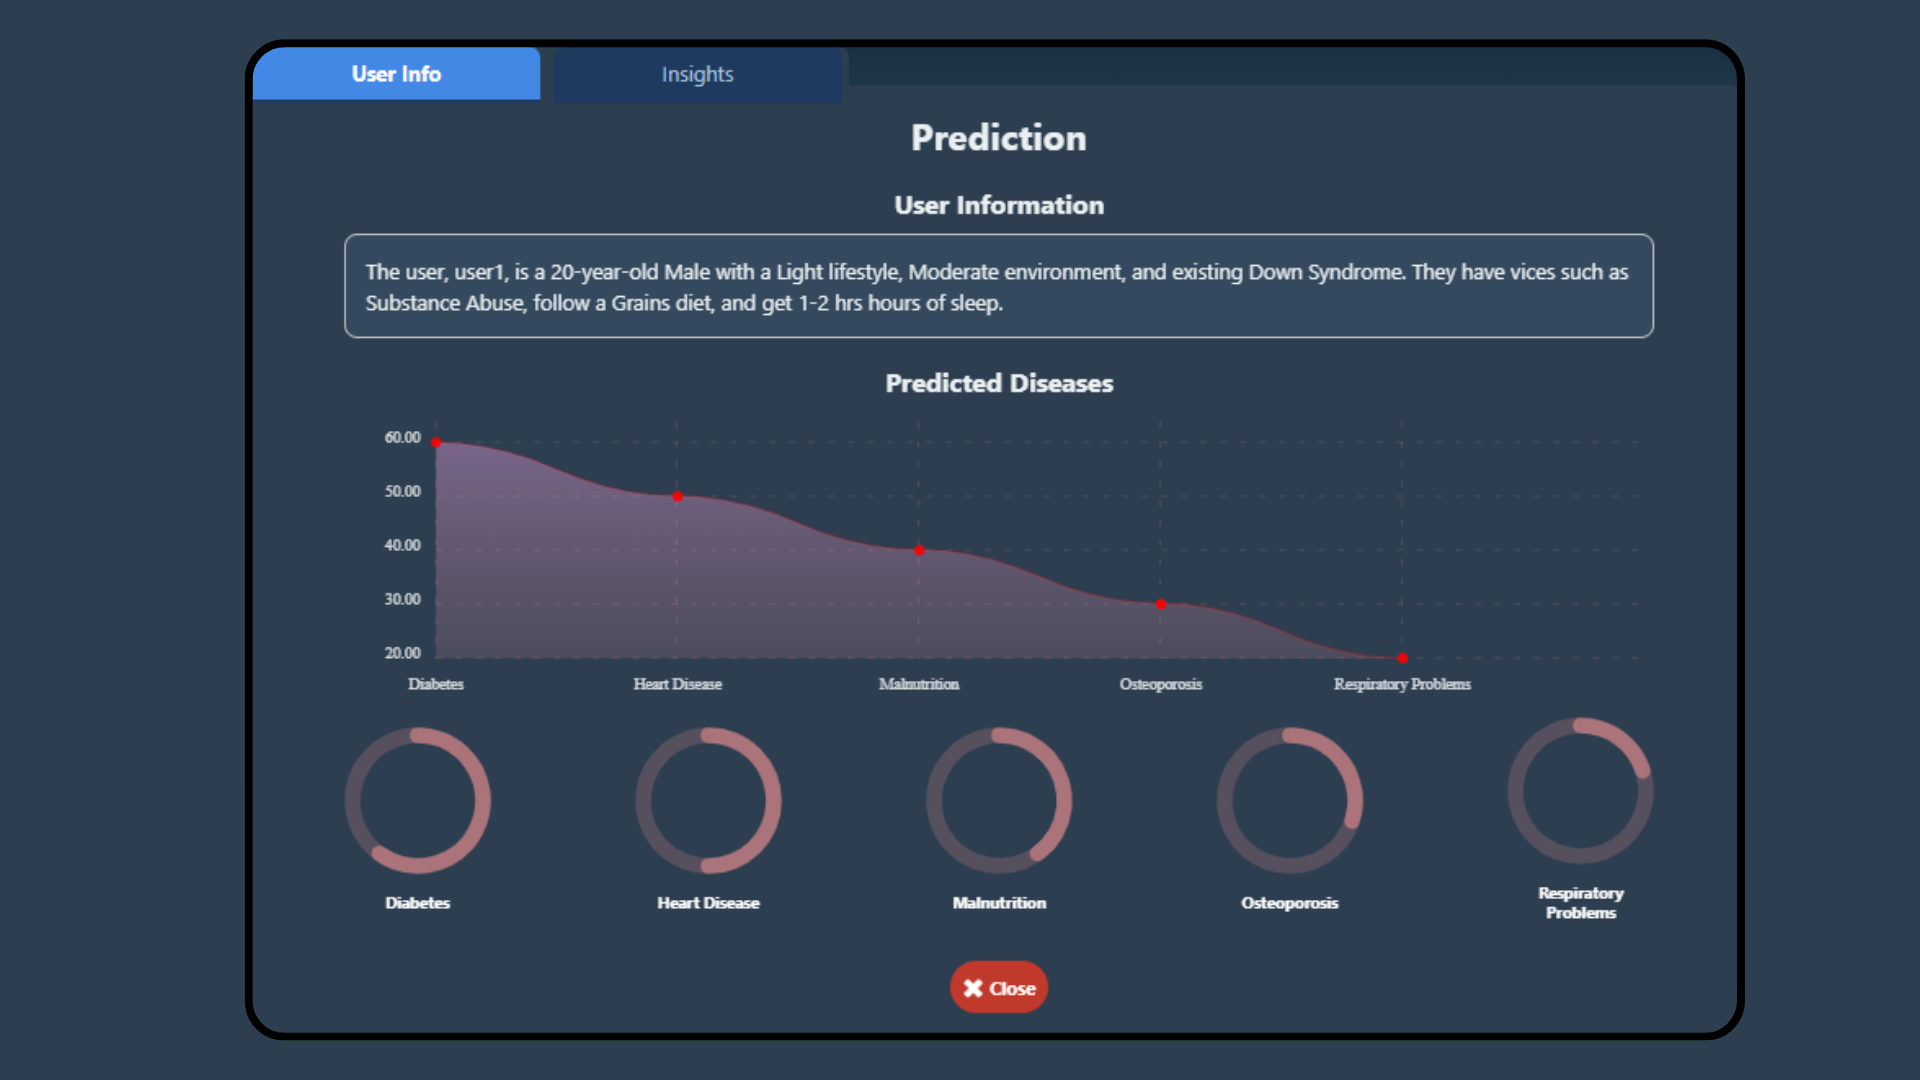 User Info
Insights
Prediction
User Information
The user, user1, is a 20-year-old Male with a Light lifestyle, Moderate environment, and existing Down Syndrome. They have vices such as
Substance Abuse, follow a Grains diet, and get 1-2 hrs hours of sleep.
Predicted Diseases
60.00
50.00
40.00
30.00
20.00
Diabetes
Heart Disease
Malnutrition
Osteoporosis
Respiratory Problems
Diabetes
Heart Disease
Malnutrition
Osteoporosis
Respiratory
Problems
Close